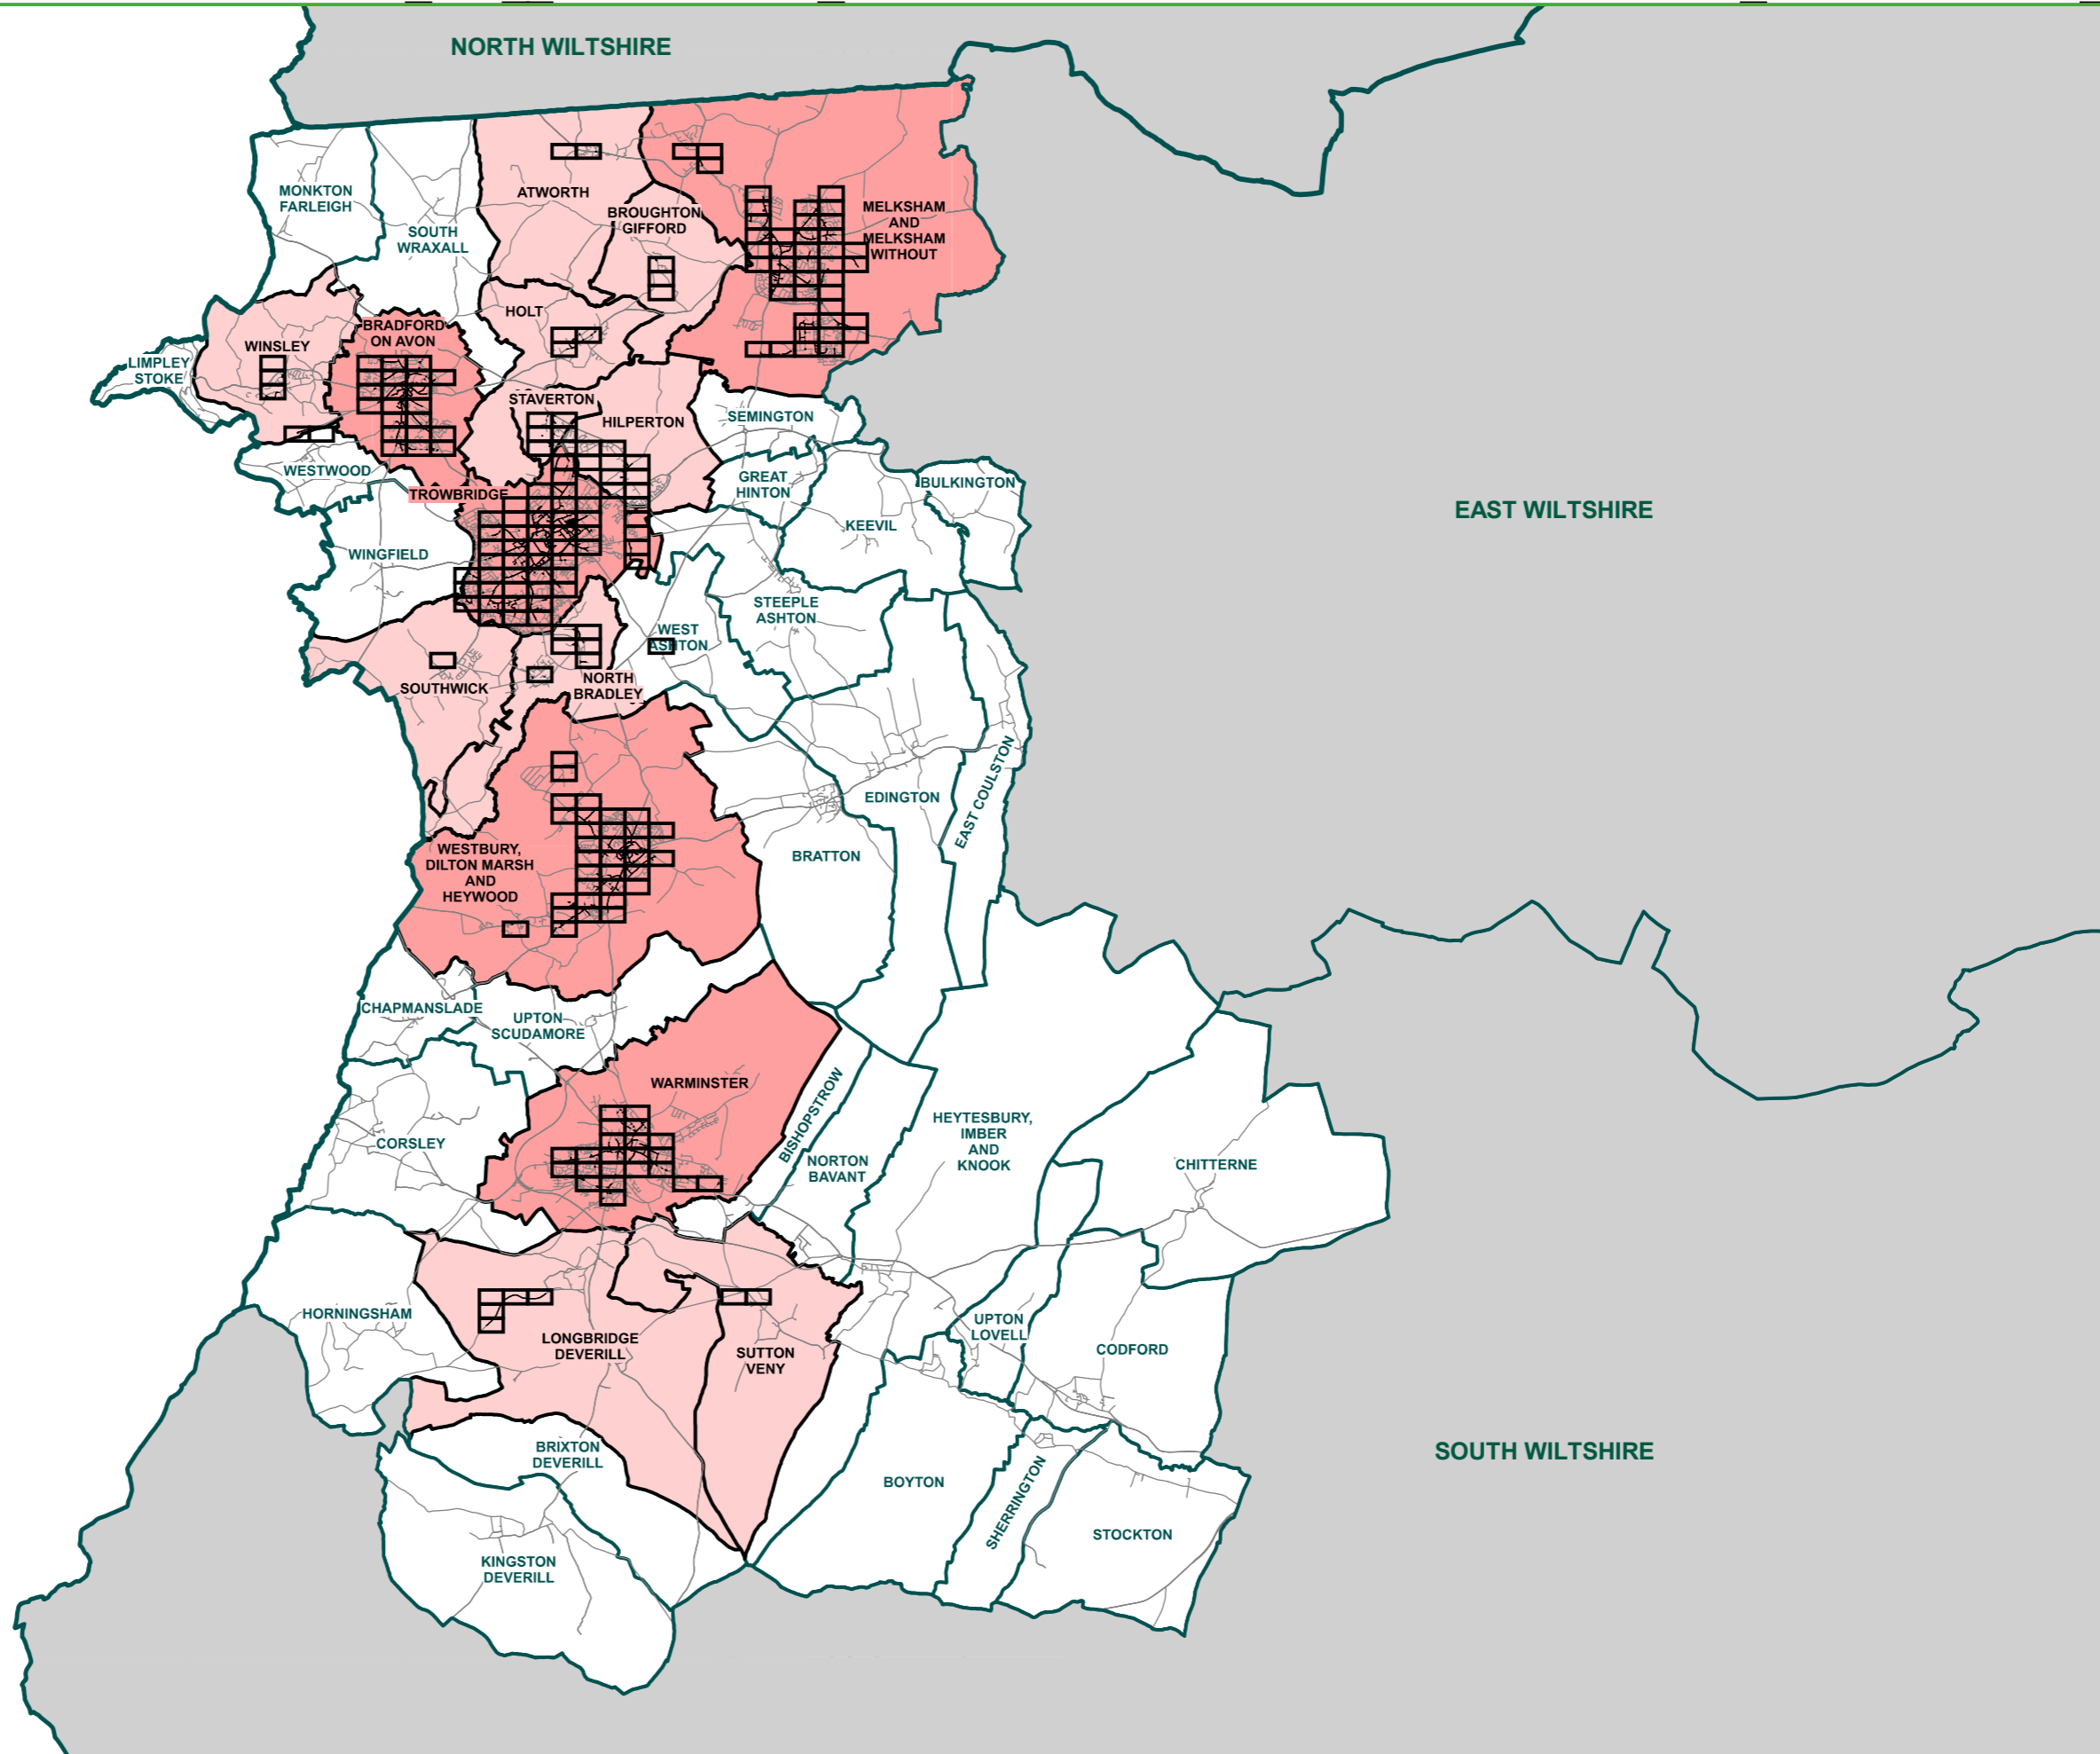 NORTH WILTSHIRE
MONKTON
FARLEIGH
SOUTH
WRAXALL
ATWORTH
BROUGHTON
GIFFORD
MELKSHAM
AND
MELKSHAM
WITHOUT
HOLT
BRADFORD
ON AVON
WINSLEY
LIMPLEY
STOKE
STAVERTON
HILPERTON
SEMINGTON
WESTWOOD
TROWBRIDGE
GREAT
HINTON
BULKINGTON
KEEVIL
EAST WILTSHIRE
WINGFIELD
STEEPLE
ASHTON
WEST
ASHTON
SOUTHWICK
NORTH
BRADLEY
EDINGTON
EAST COULSTON
BRATTON
WESTBURY,
DILTON MARSH
AND
HEYWOOD
CHAPMANSLADE
UPTON
SCUDAMORE
WARMINSTER
BISHOPSTROW
CORSLEY
NORTON
BAVANT
HEYTESBURY,
IMBER
AND
KNOOK
CHITTERNE
HORNINGSHAM
LONGBRIDGE
DEVERILL
SUTTON
VENY
UPTON
LOVELL
CODFORD
BRIXTON
DEVERILL
SOUTH WILTSHIRE
BOYTON
SHERRINGTON
STOCKTON
KINGSTON
DEVERILL